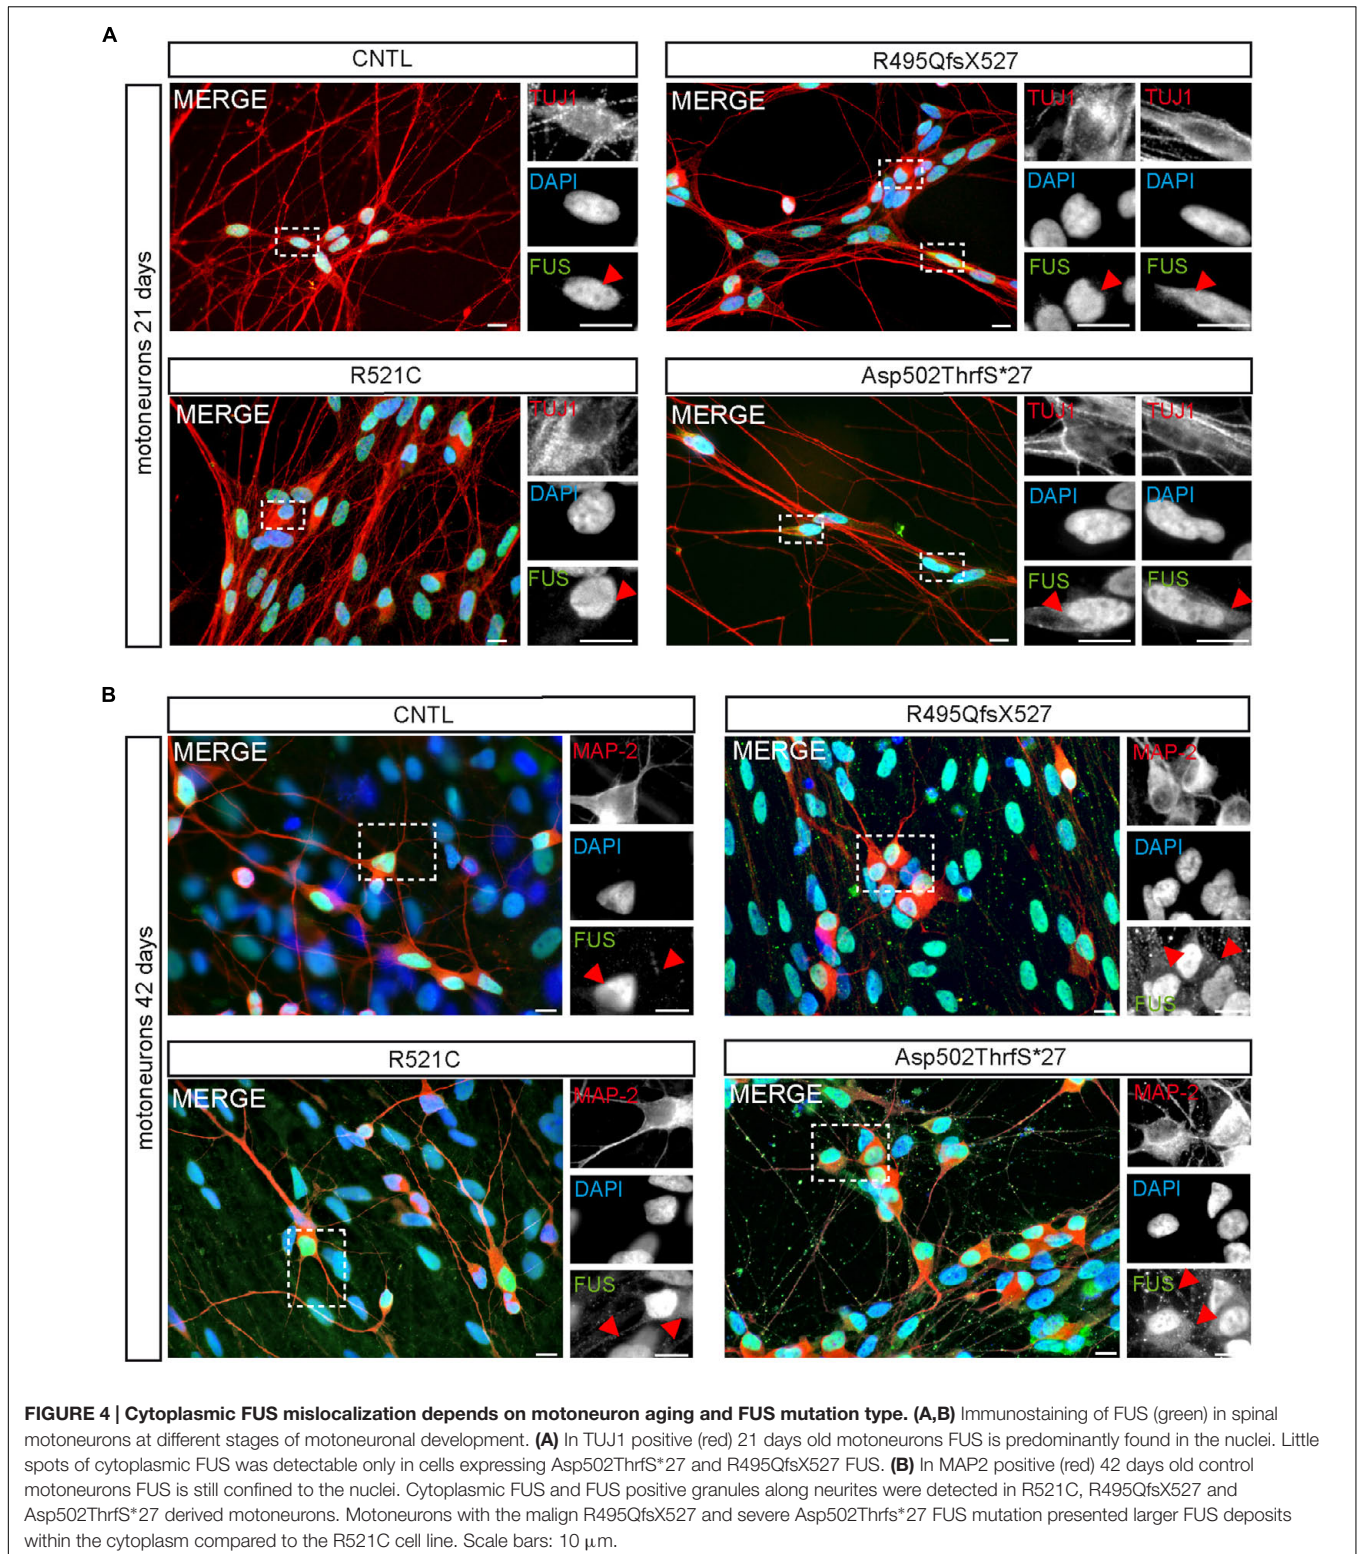 A
CNTL
R495QfsX527
motoneurons 21 days
MERGE
TUJ1
DAPI
FUS
MERGE
TUJ1
TUJ1
DAPI
DAPI
FUS
FUS
R521C
Asp502ThrfS*27
MERGE
TUJ1
DAPI
FUS
MERGE
TUJ1
TUJ1
DAPI
DAPI
FUS
FUS
B
CNTL
R495QfsX527
motoneurons 42 days
MERGE
MAP-2
DAPI
FUS
MERGE
MAP-2
DAPI
FUS
R521C
Asp502ThrfS*27
MERGE
MAP-2
DAPI
FUS
MERGE
MAP-2
DAPI
FUS
FIGURE 4 | Cytoplasmic FUS mislocalization depends on motoneuron aging and FUS mutation type. (A,B) Immunostaining of FUS (green) in spinal
motoneurons at different stages of motoneuronal development. (A) In TUJ1 positive (red) 21 days old motoneurons FUS is predominantly found in the nuclei. Little
spots of cytoplasmic FUS was detectable only in cells expressing Asp502ThrfS*27 and R495QfsX527 FUS. (B) In MAP2 positive (red) 42 days old control
motoneurons FUS is still confined to the nuclei. Cytoplasmic FUS and FUS positive granules along neurites were detected in R521C, R495QfsX527 and
Asp502ThrfS*27 derived motoneurons. Motoneurons with the malign R495QfsX527 and severe Asp502Thrfs*27 FUS mutation presented larger FUS deposits
within the cytoplasm compared to the R521C cell line. Scale bars: 10 μm.